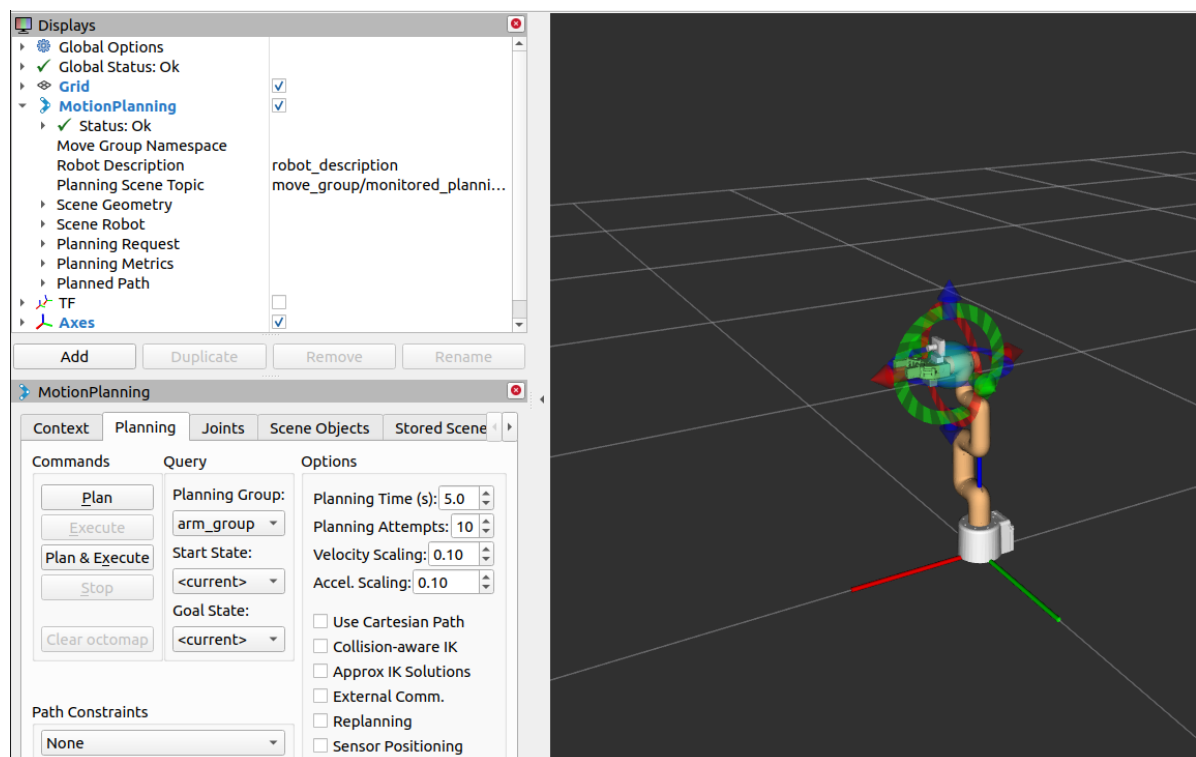 Displays
Global Options
Global Status: Ok
Grid
MotionPlanning
Status: Ok
Move Group Namespace
Robot Description robot_description
Planning Scene Topic move_group/monitored_planni...
Scene Geometry
Scene Robot
Planning Request
Planning Metrics
Planned Path
TF
Axes
Add Duplicate Remove Rename
MotionPlanning
Context Planning Joints Scene Objects Stored Scene
Commands Query Options
Plan Planning Group: Planning Time (s): 5.0
Execute arm_group Planning Attempts: 10
Plan & Execute Start State: Velocity Scaling: 0.10
Stop <current> Accel. Scaling: 0.10
Goal State:
Clear octomap <current> Use Cartesian Path
Collision-aware IK
Approx IK Solutions
External Comm.
Path Constraints Replanning
None Sensor Positioning